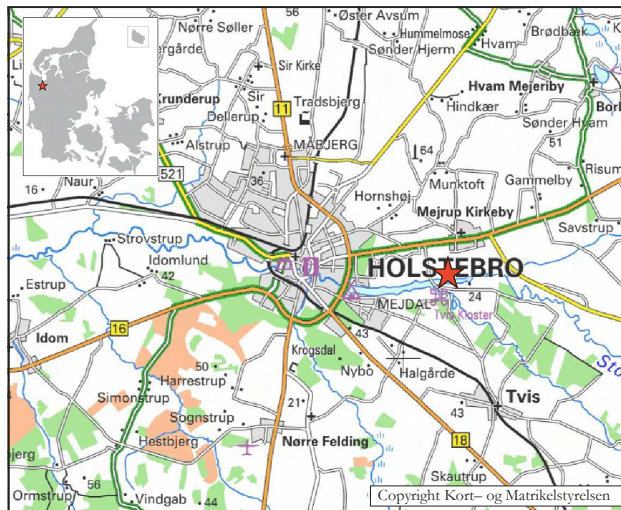 56
Øster Avsum
Nørre Søller
Hummelmose
Hvam
Brødbæk
Sønder Hjerm
Sir Kirke
Sir
Tradsbjerg
Hvam Mejeriby
Hindkær
Borb
Krunderup
Dellerup
11
Sønder Hvam
Alstrup
MABJERG
64
51
521
Risum
16
Naur
36
Munktoft
Gammelby
Hornshøj
Mejrup Kirkeby
Savstrup
Strovstrup
Idomlund
42
HOLSTEBRO
Estrup
24
MEJDAL
Tvis Kloster
16
43
Idom
Krogsdal
Nybo
Halgårde
50
Harrestrup
Simonstrup
Tvis
21
43
Sognstrup
Hestbjerg
Nørre Felding
18
bjerg
Skautrup
56
Ormstrup
Vindgab
44
Copyright Kort– og Matrikelstyrelsen